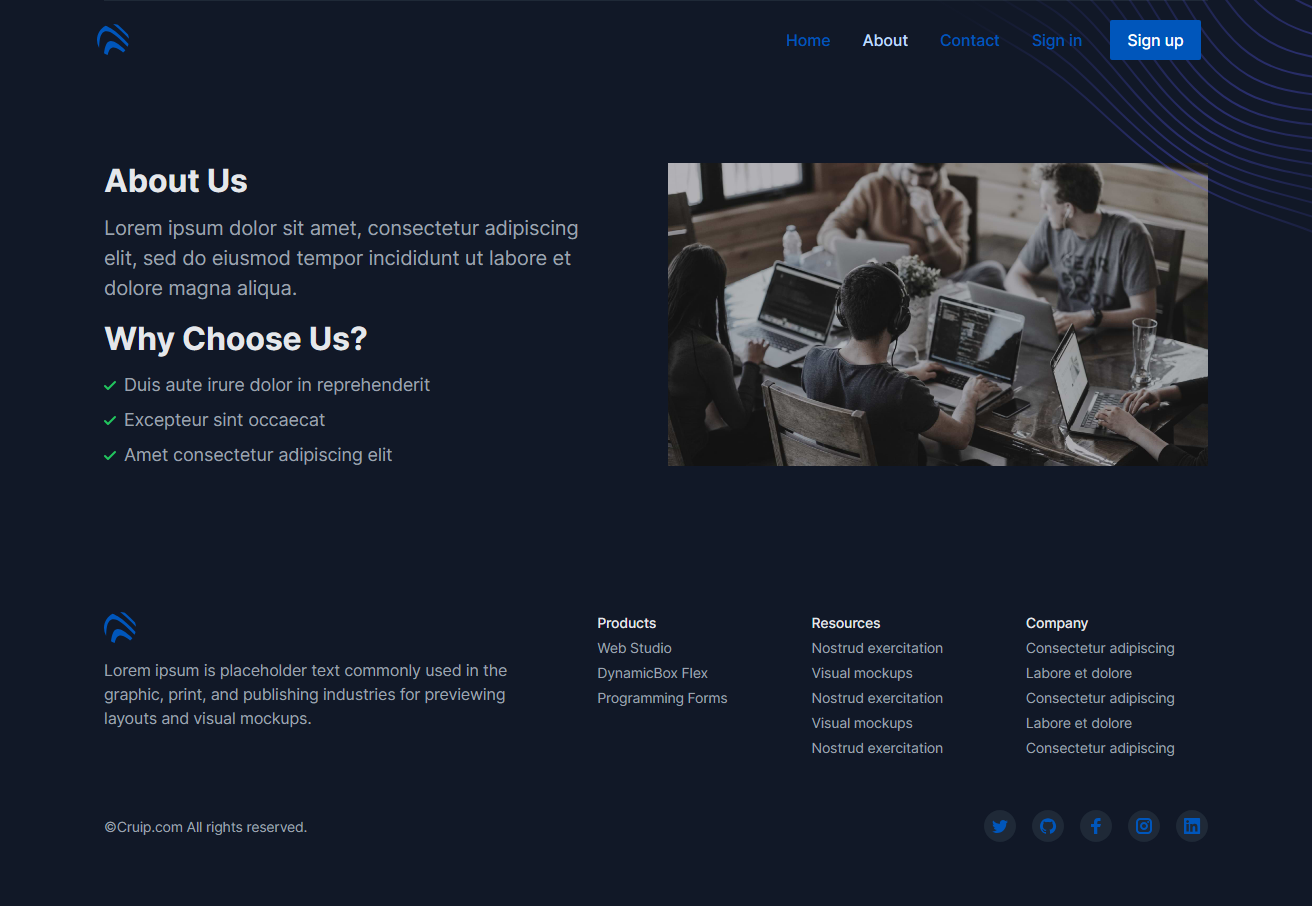 Home About Contact Sign in Sign up
About Us
Lorem ipsum dolor sit amet, consectetur adipiscing
elit, sed do eiusmod tempor incididunt ut labore et
dolore magna aliqua.
Why Choose Us?
Duis aute irure dolor in reprehenderit
Excepteur sint occaecat
Amet consectetur adipiscing elit
Lorem ipsum is placeholder text commonly used in the
graphic, print, and publishing industries for previewing
layouts and visual mockups.
Products
Web Studio
DynamicBox Flex
Programming Forms
Resources
Nostrud exercitation
Visual mockups
Nostrud exercitation
Visual mockups
Nostrud exercitation
Company
Consectetur adipiscing
Labore et dolore
Consectetur adipiscing
Labore et dolore
Consectetur adipiscing
©Cruip.com All rights reserved.